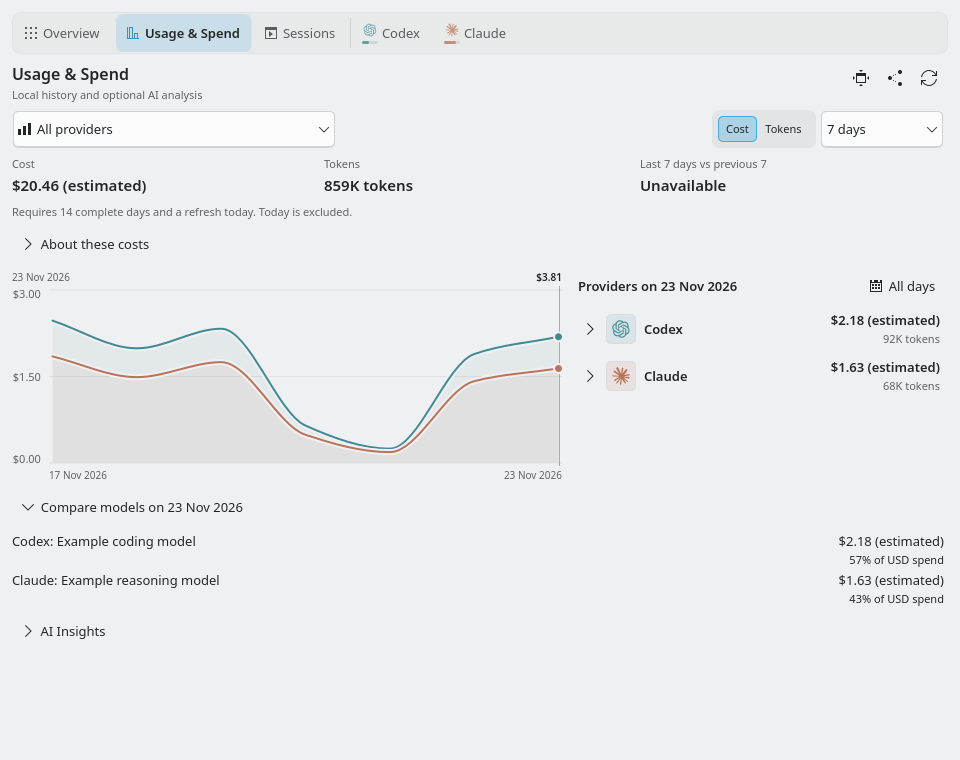 Overview Usage & Spend Sessions Codex Claude
Usage & Spend
Local history and optional AI analysis
All providers Cost Tokens 7 days
Cost Tokens Last 7 days vs previous 7
$20.46 (estimated) 859K tokens Unavailable
Requires 14 complete days and a refresh today. Today is excluded.
About these costs
23 Nov 2026 $3.81
$3.00
$1.50
$0.00
17 Nov 2026 23 Nov 2026
Providers on 23 Nov 2026 All days
Codex $2.18 (estimated)
92K tokens
Claude $1.63 (estimated)
68K tokens
Compare models on 23 Nov 2026
Codex: Example coding model $2.18 (estimated)
57% of USD spend
Claude: Example reasoning model $1.63 (estimated)
43% of USD spend
AI Insights